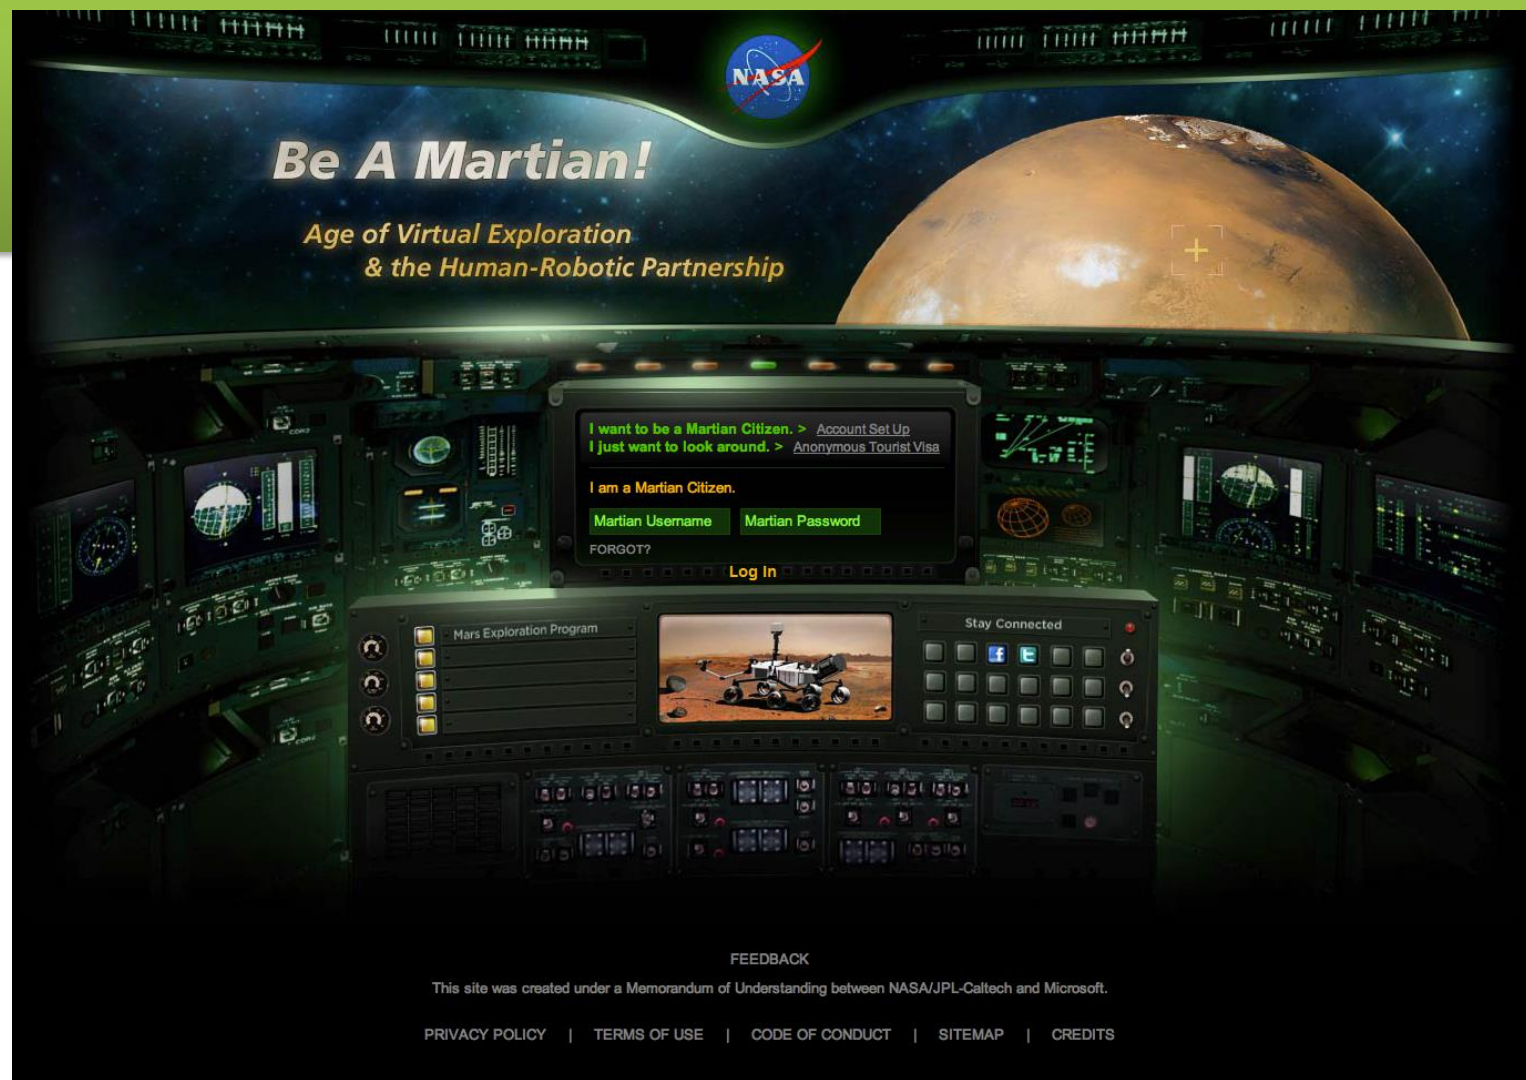 NASA
Be A Martian!
Age of Virtual Exploration
& the Human-Robotic Partnership
I want to be a Martian Citizen. > Account Set Up
I just want to look around. > Anonymous Tourist Visa
I am a Martian Citizen.
Martian Username Martian Password
FORGOT?
Log In
Mars Exploration Program
Stay Connected
FEEDBACK
This site was created under a Memorandum of Understanding between NASA/JPL-Caltech and Microsoft.
PRIVACY POLICY | TERMS OF USE | CODE OF CONDUCT | SITEMAP | CREDITS